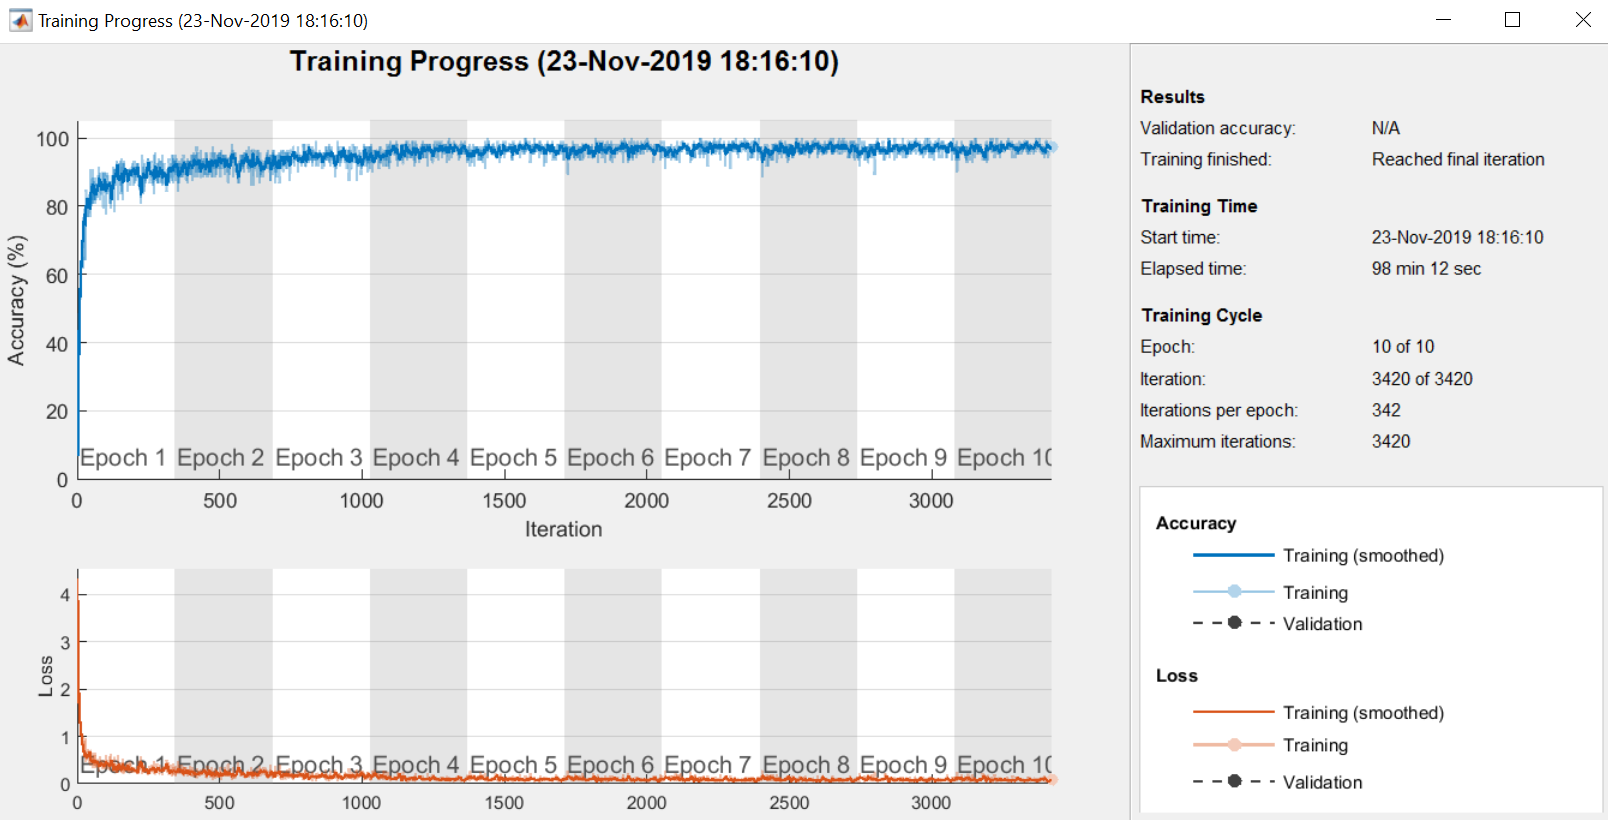 Training Progress (23-Nov-2019 18:16:10)
Training Progress (23-Nov-2019 18:16:10)
100
80
60
40
20
0
Accuracy (%)
Epoch 1 Epoch 2 Epoch 3 Epoch 4 Epoch 5 Epoch 6 Epoch 7 Epoch 8 Epoch 9 Epoch 10
0 500 1000 1500 2000 2500 3000
Iteration
4
3
2
1
0
Loss
Epoch 1 Epoch 2 Epoch 3 Epoch 4 Epoch 5 Epoch 6 Epoch 7 Epoch 8 Epoch 9 Epoch 10
0 500 1000 1500 2000 2500 3000
Results
Validation accuracy: N/A
Training finished: Reached final iteration
Training Time
Start time: 23-Nov-2019 18:16:10
Elapsed time: 98 min 12 sec
Training Cycle
Epoch: 10 of 10
Iteration: 3420 of 3420
Iterations per epoch: 342
Maximum iterations: 3420
Accuracy
Training (smoothed)
Training
Validation
Loss
Training (smoothed)
Training
Validation